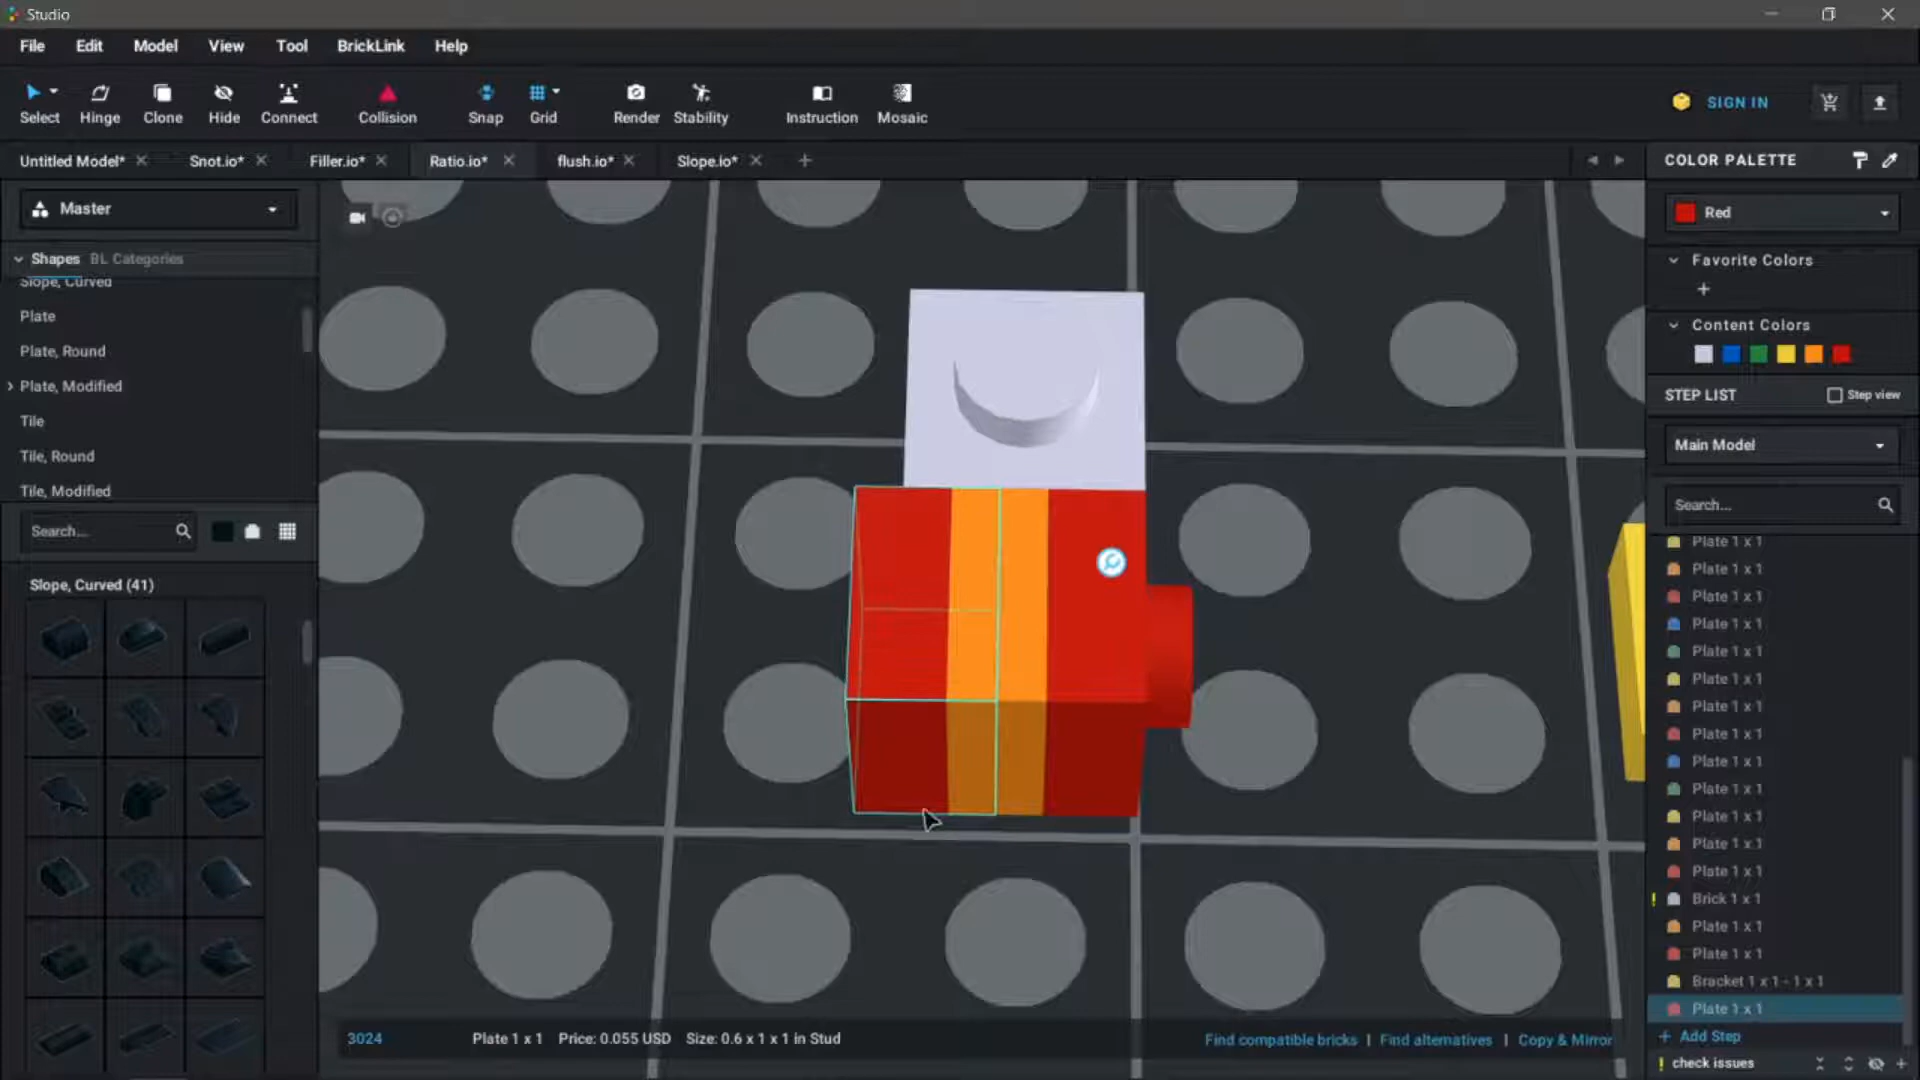 Studio
File Edit Model View Tool BrickLink Help
Select Hinge Clone Hide Connect Collision Snap Grid Render Stability Instruction Mosaic SIGN IN
Untitled Model* Snot.io* Filler.io* Ratio.io* flush.io* Slope.io*
COLOR PALETTE
Master
Red
Shapes BL Categories
Favorite Colors
Slope, Curved
Plate
Content Colors
Plate, Round
Plate, Modified
STEP LIST Step view
Tile
Main Model
Tile, Round
Tile, Modified
Search...
Search...
Plate 1 x 1
Plate 1 x 1
Slope, Curved (41)
Plate 1 x 1
Plate 1 x 1
Plate 1 x 1
Plate 1 x 1
Plate 1 x 1
Plate 1 x 1
Plate 1 x 1
Plate 1 x 1
Plate 1 x 1
Plate 1 x 1
Plate 1 x 1
Brick 1 x 1
Plate 1 x 1
Plate 1 x 1
Bracket 1 x 1 - 1 x 1
Plate 1 x 1
Add Step
3024 Plate 1 x 1 Price: 0.055 USD Size: 0.6 x 1 x 1 in Stud Find compatible bricks | Find alternatives | Copy & Mirror
check issues